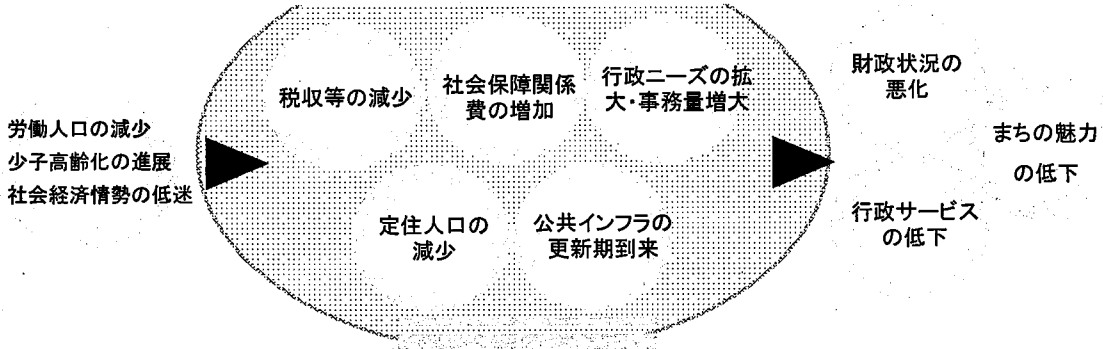 労働人口の減少
少子高齢化の進展
社会経済情勢の低迷
税収等の減少
社会保障関係
費の増加
行政ニーズの拡
大・事務量増大
定住人口の
減少
公共インフラの
更新期到来
財政状況の
悪化
行政サービス
の低下
まちの魅力
の低下